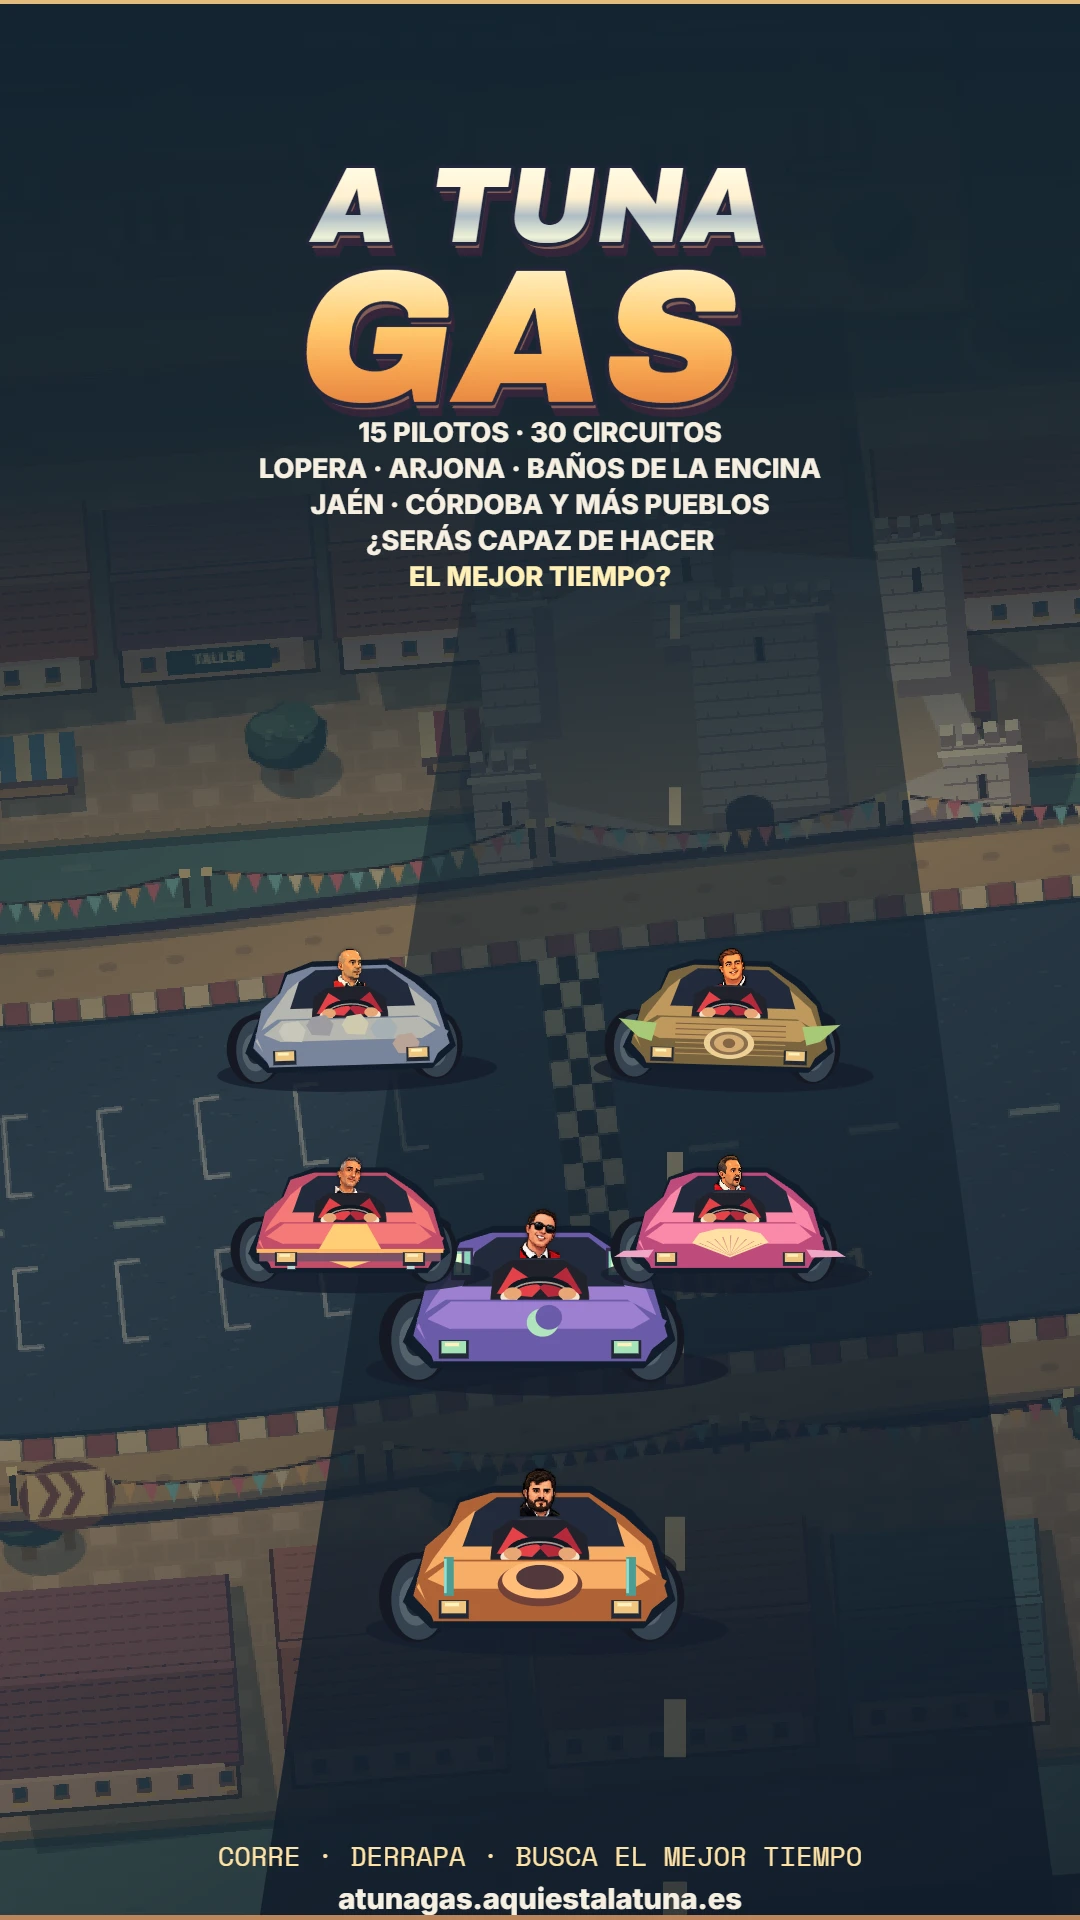 A TUNA
GAS
15 PILOTOS · 30 CIRCUITOS
LOPERA · ARJONA · BAÑOS DE LA ENCINA
JAÉN · CÓRDOBA Y MÁS PUEBLOS
¿SERÁS CAPAZ DE HACER
EL MEJOR TIEMPO?
TALLER
CORRE · DERRAPA · BUSCA EL MEJOR TIEMPO
atunagas.aquiestalatuna.es